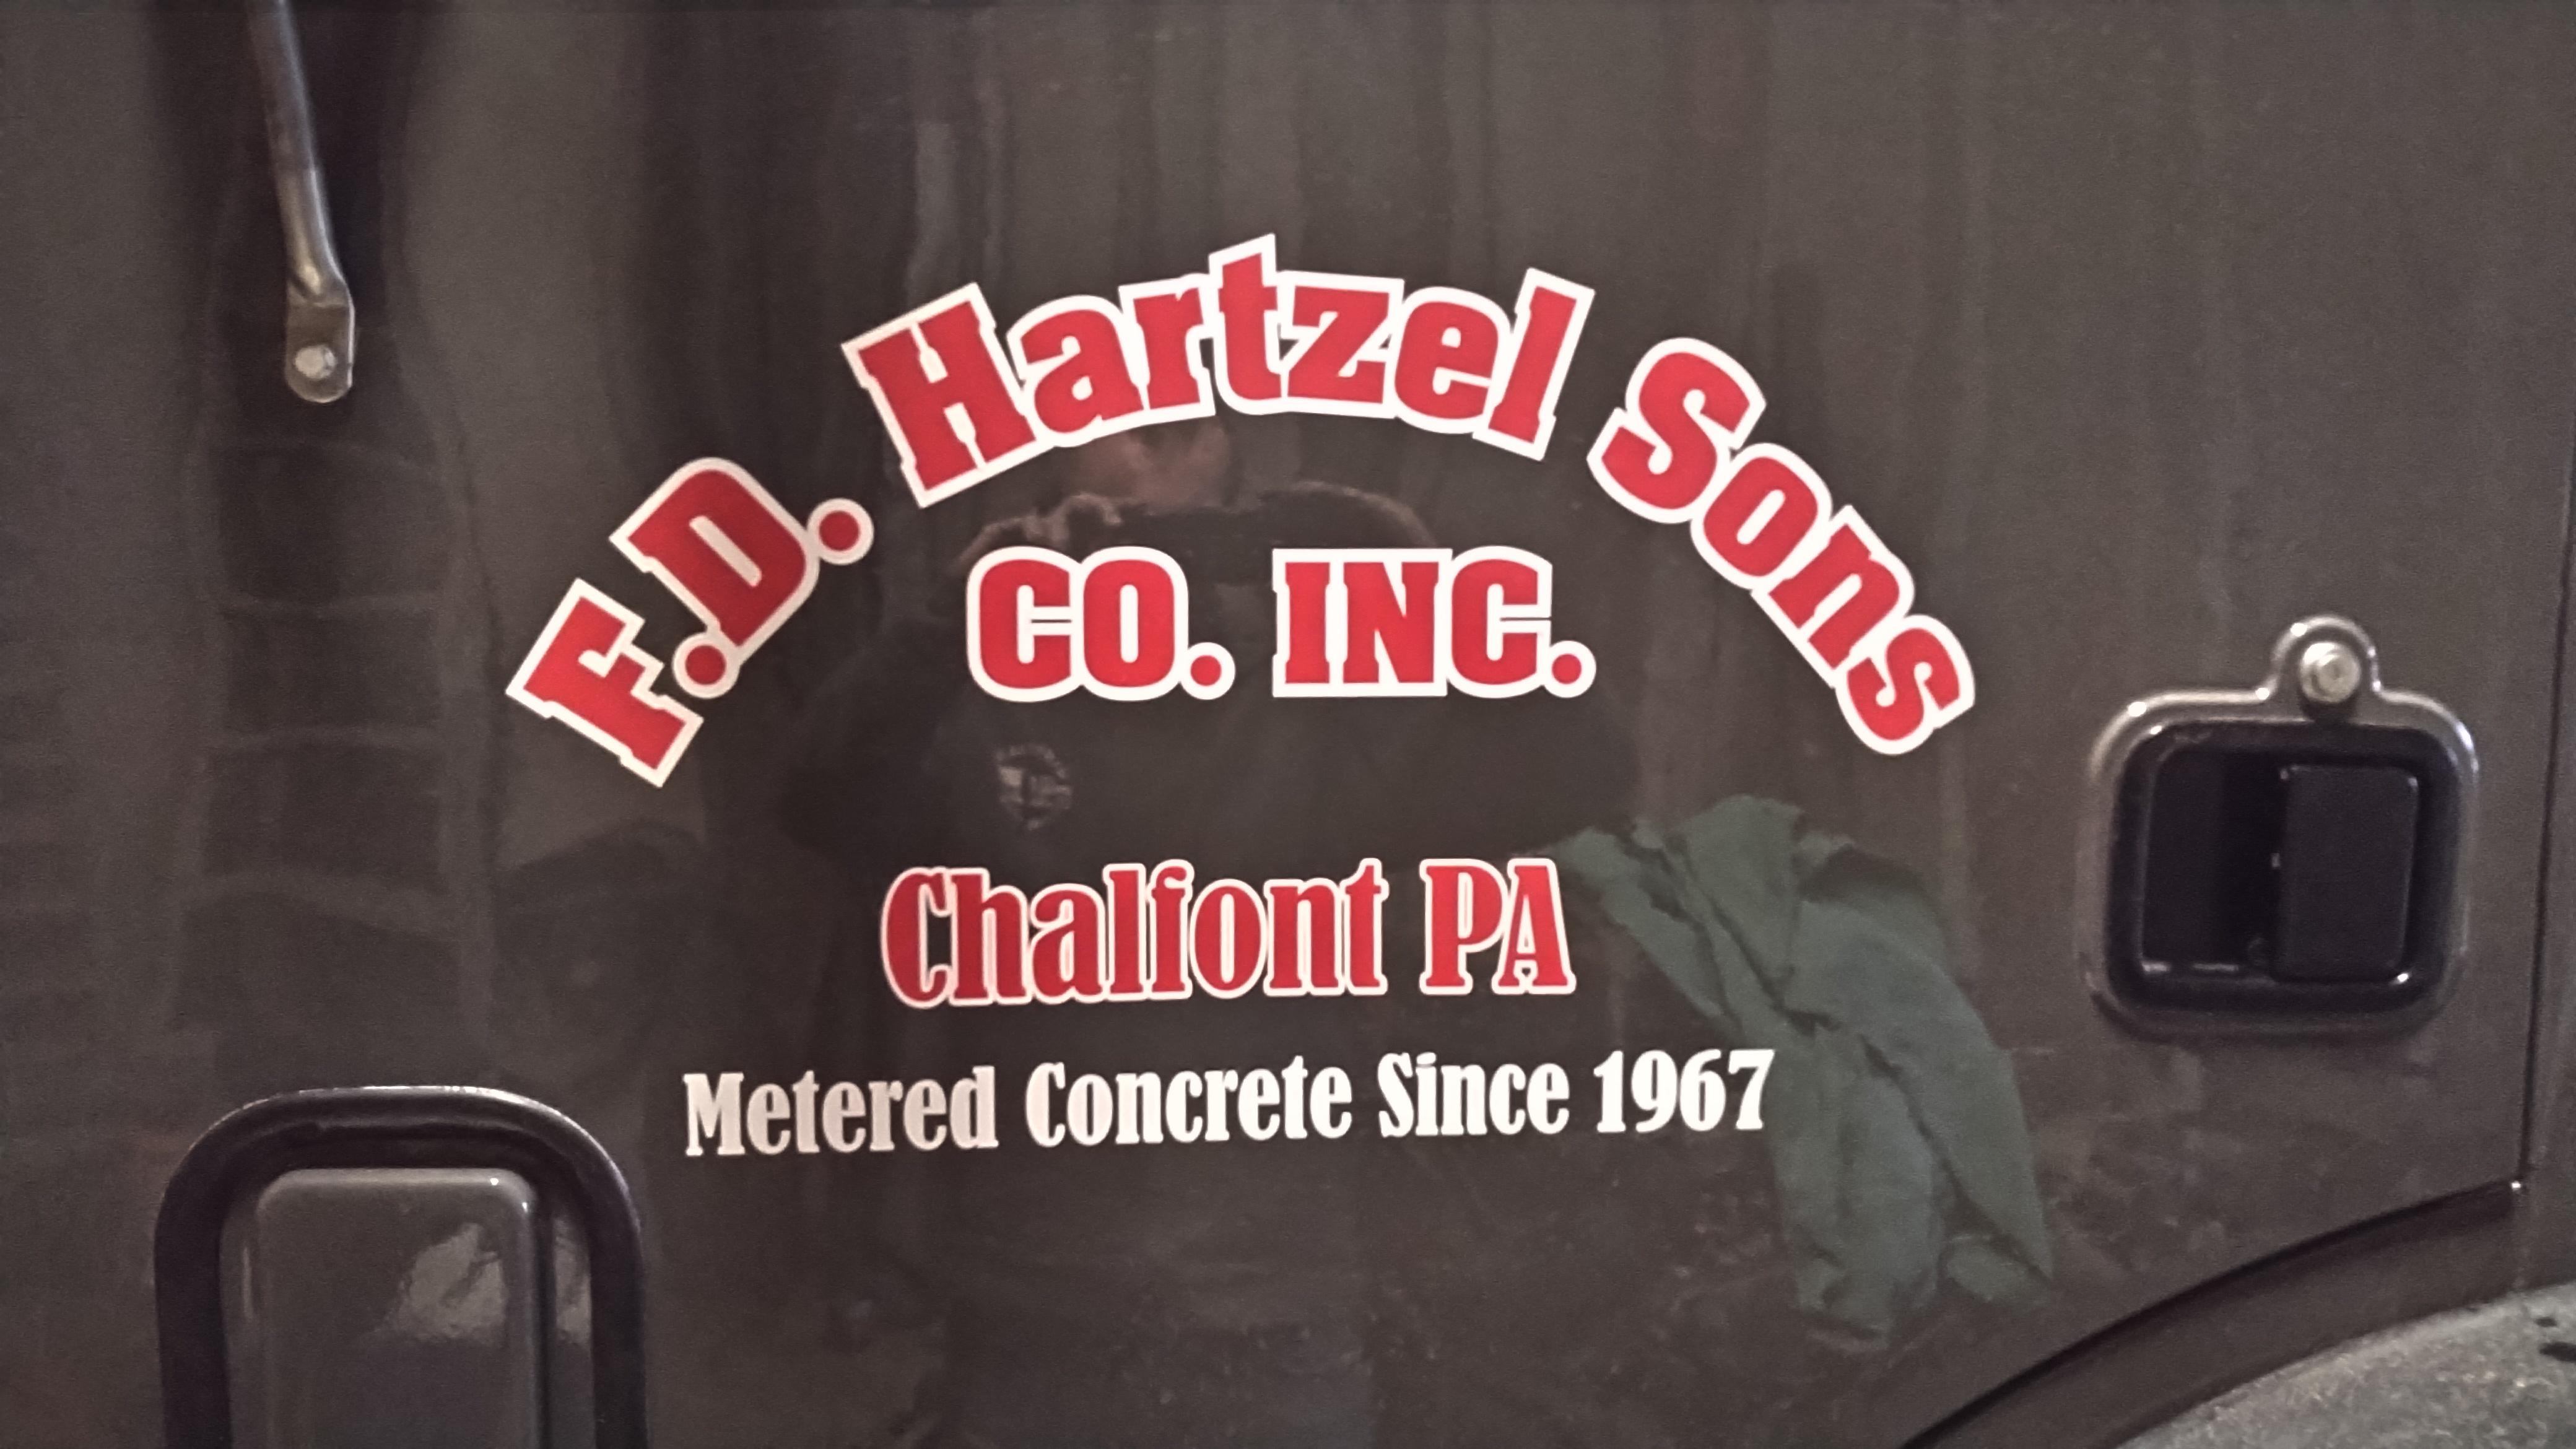 F.D. Hartzel Sons
CO. INC.
Chalfont PA
Metered Concrete Since 1967